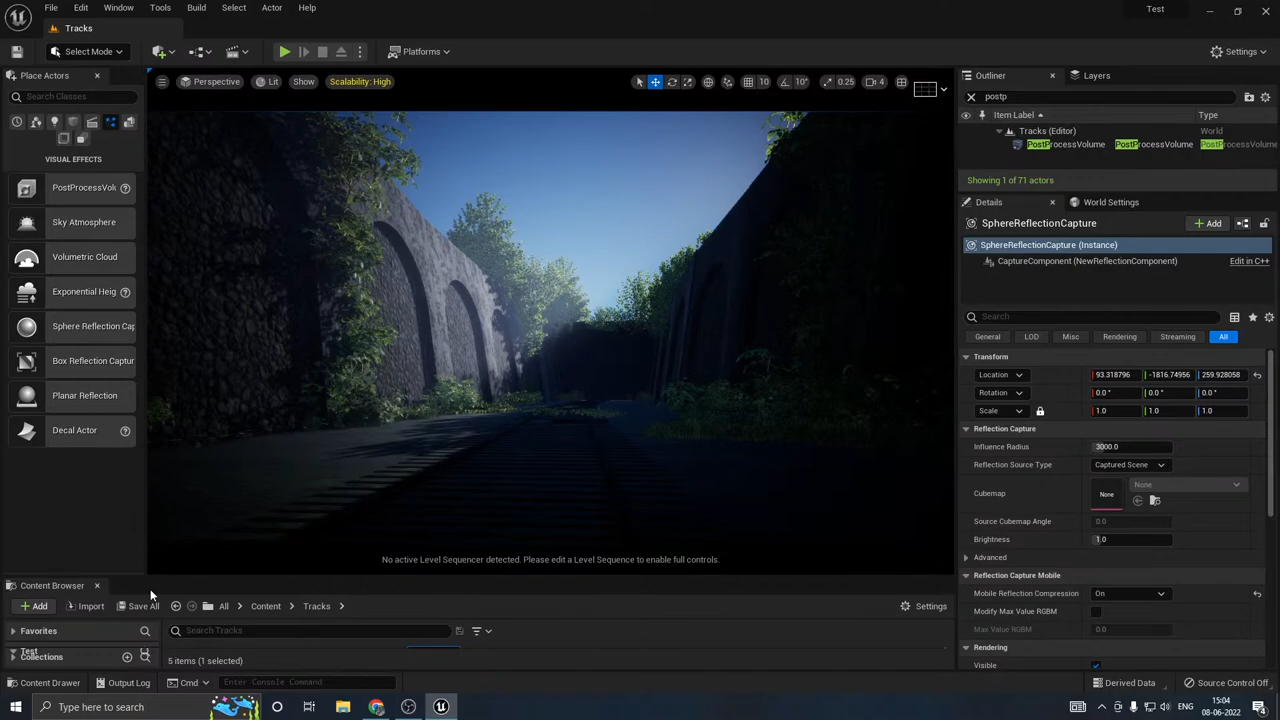 File Edit Window Tools Build Select Actor Help
Test
Tracks
Select Mode
Platforms
Settings
Place Actors
Search Classes
VISUAL EFFECTS
PostProcessVolu
Sky Atmosphere
Volumetric Cloud
Exponential Heig
Sphere Reflection Cap
Box Reflection Captur
Planar Reflection
Decal Actor
Perspective Lit Show Scalability: High
10 10° 0.25 4
No active Level Sequencer detected. Please edit a Level Sequence to enable full controls.
Outliner Layers
postp
Item Label Type
Tracks (Editor) World
PostProcessVolume PostProcessVolume PostProcessVolume
Showing 1 of 71 actors
Details World Settings
SphereReflectionCapture Add
SphereReflectionCapture (Instance)
CaptureComponent (NewReflectionComponent) Edit in C++
Search
General LOD Misc Rendering Streaming All
Transform
Location 93.318796 -1816.74956 259.928058
Rotation 0.0 ° 0.0 ° 0.0 °
Scale 1.0 1.0 1.0
Reflection Capture
Influence Radius 3000.0
Reflection Source Type Captured Scene
Cubemap None None
Source Cubemap Angle 0.0
Brightness 1.0
Advanced
Reflection Capture Mobile
Mobile Reflection Compression On
Modify Max Value RGBM
Max Value RGBM 0.0
Rendering
Visible
Content Browser
Add Import Save All All Content Tracks Settings
Favorites Search Tracks
Test
Collections
5 items (1 selected)
Content Drawer Output Log Cmd Enter Console Command Derived Data Source Control Off
Type here to search
15:04
08-06-2022
4